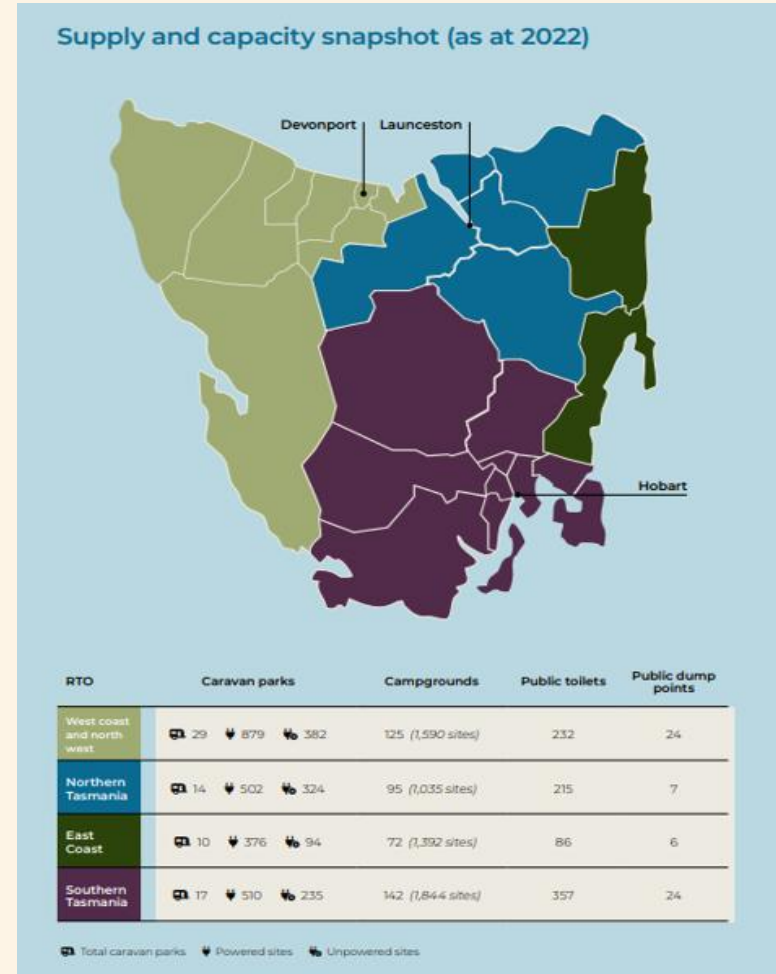 Supply and capacity snapshot (as at 2022)
Devonport Launceston
Hobart
RTO Caravan parks Campgrounds Public toilets Public dump
points
West coast
and north
west
29 879 382 125 (1,590 sites) 232 24
Northern
Tasmania
14 502 324 95 (1,035 sites) 215 7
East
Coast
10 376 94 72 (1,392 sites) 86 6
Southern
Tasmania
17 510 235 142 (1,844 sites) 357 24
Total caravan parks Powered sites Unpowered sites